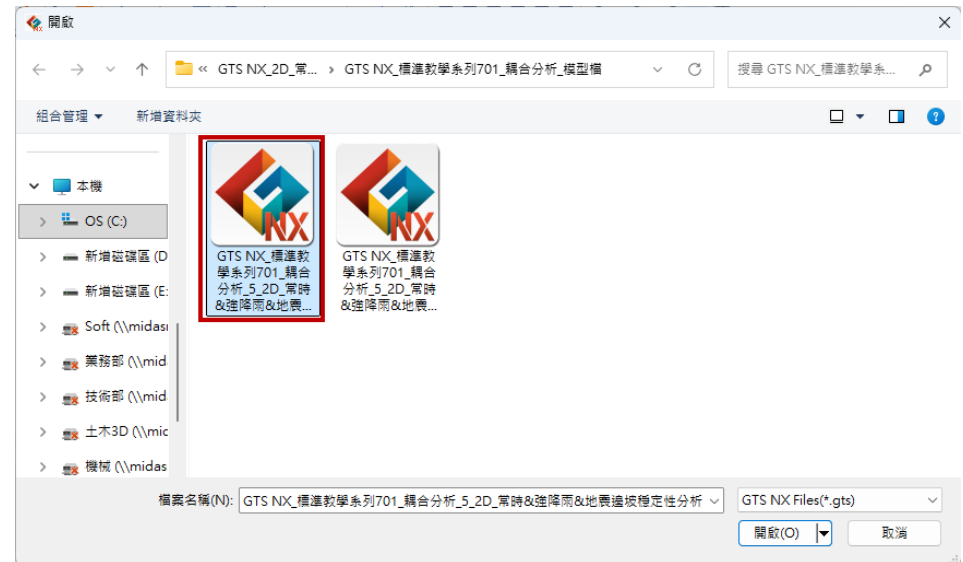 開啟
« GTS NX_2D_常... › GTS NX_標準教學系列701_耦合分析_模型檔
搜尋 GTS NX_標準教學系...
組合管理
新增資料夾
本機
OS (C:)
新增磁碟區 (D
新增磁碟區 (E:
Soft (\\midasr
業務部 (\\mid
技術部 (\\mid
土木3D (\\mic
機械 (\\midas
NX
GTS NX_標準教
學系列701_耦合
分析_5_2D_常時
&強降雨&地震...
NX
GTS NX_標準教
學系列701_耦合
分析_5_2D_常時
&強降雨&地震...
檔案名稱(N):
GTS NX_標準教學系列701_耦合分析_5_2D_常時&強降雨&地震邊坡穩定性分析
GTS NX Files(*.gts)
開啟(O)
取消